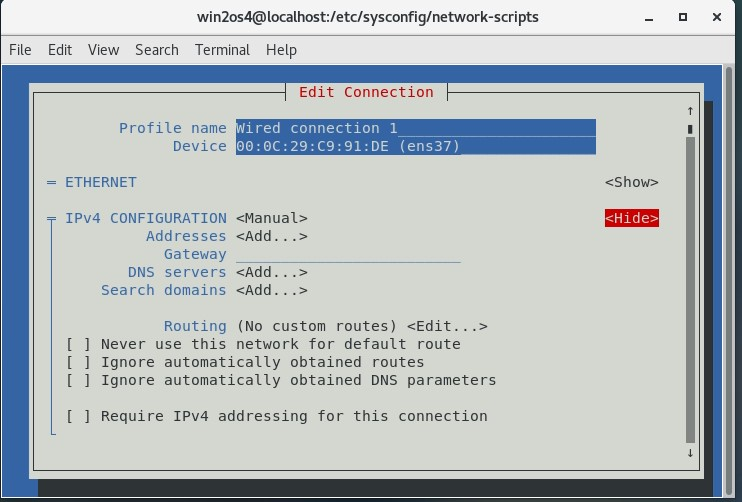 win2os4@localhost:/etc/sysconfig/network-scripts
File Edit View Search Terminal Help
Edit Connection
Profile name Wired connection 1
Device 00:0C:29:C9:91:DE (ens37)
= ETHERNET <Show>
IPv4 CONFIGURATION <Manual> <Hide>
Addresses <Add...>
Gateway
DNS servers <Add...>
Search domains <Add...>
Routing (No custom routes) <Edit...>
[ ] Never use this network for default route
[ ] Ignore automatically obtained routes
[ ] Ignore automatically obtained DNS parameters
[ ] Require IPv4 addressing for this connection